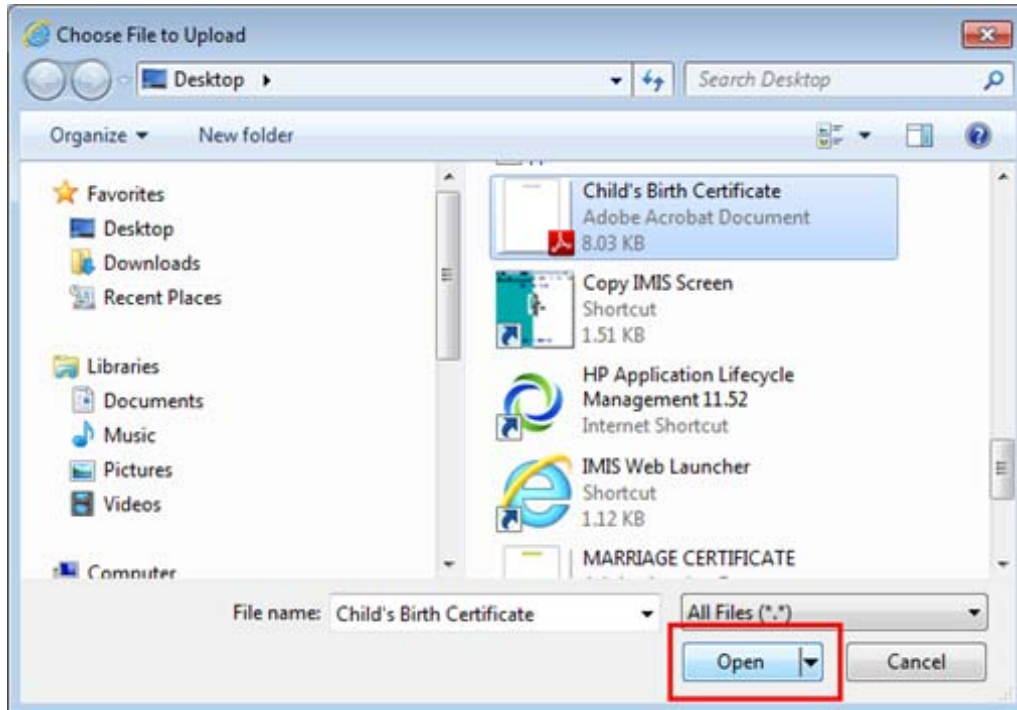 Choose File to Upload
Desktop
Search Desktop
Organize
New folder
Favorites
Desktop
Downloads
Recent Places
Libraries
Documents
Music
Pictures
Videos
Computer
Child's Birth Certificate
Adobe Acrobat Document
8.03 KB
Copy IMIS Screen
Shortcut
1.51 KB
HP Application Lifecycle
Management 11.52
Internet Shortcut
IMIS Web Launcher
Shortcut
1.12 KB
MARRIAGE CERTIFICATE
File name: Child's Birth Certificate
All Files (*.*)
Open
Cancel